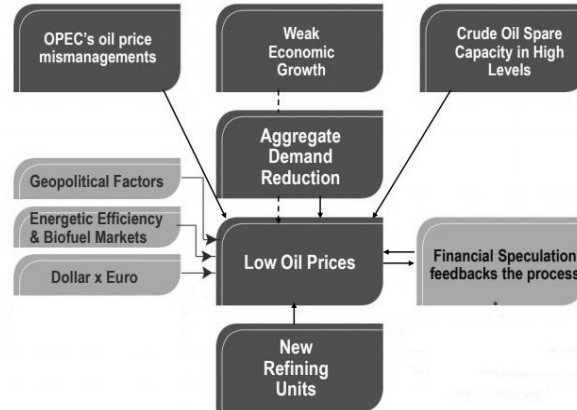 OPEC's oil price
mismanagements
Weak
Economic
Growth
Crude Oil Spare
Capacity in High
Levels
Aggregate
Demand
Reduction
Geopolitical Factors
Energetic Efficiency
& Biofuel Markets
Dollar x Euro
Low Oil Prices
Financial Speculation
feedbacks the process
New
Refining
Units